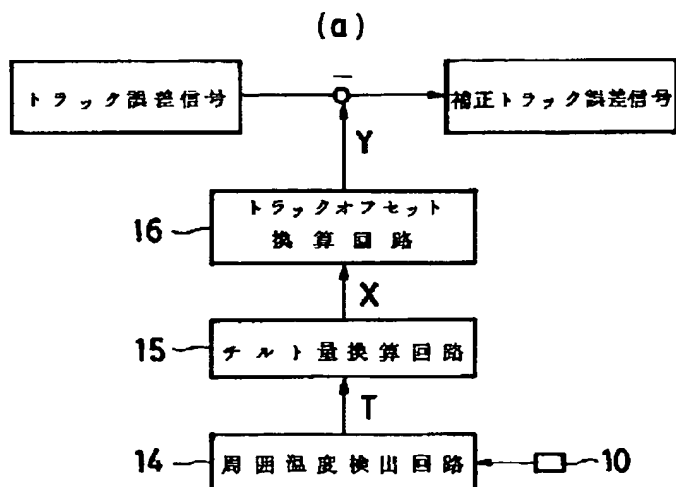 (a)
トラック誤差信号
−
補正トラック誤差信号
Y
16
トラックオフセット
換算回路
X
15
チルト量換算回路
T
14
周囲温度検出回路
10